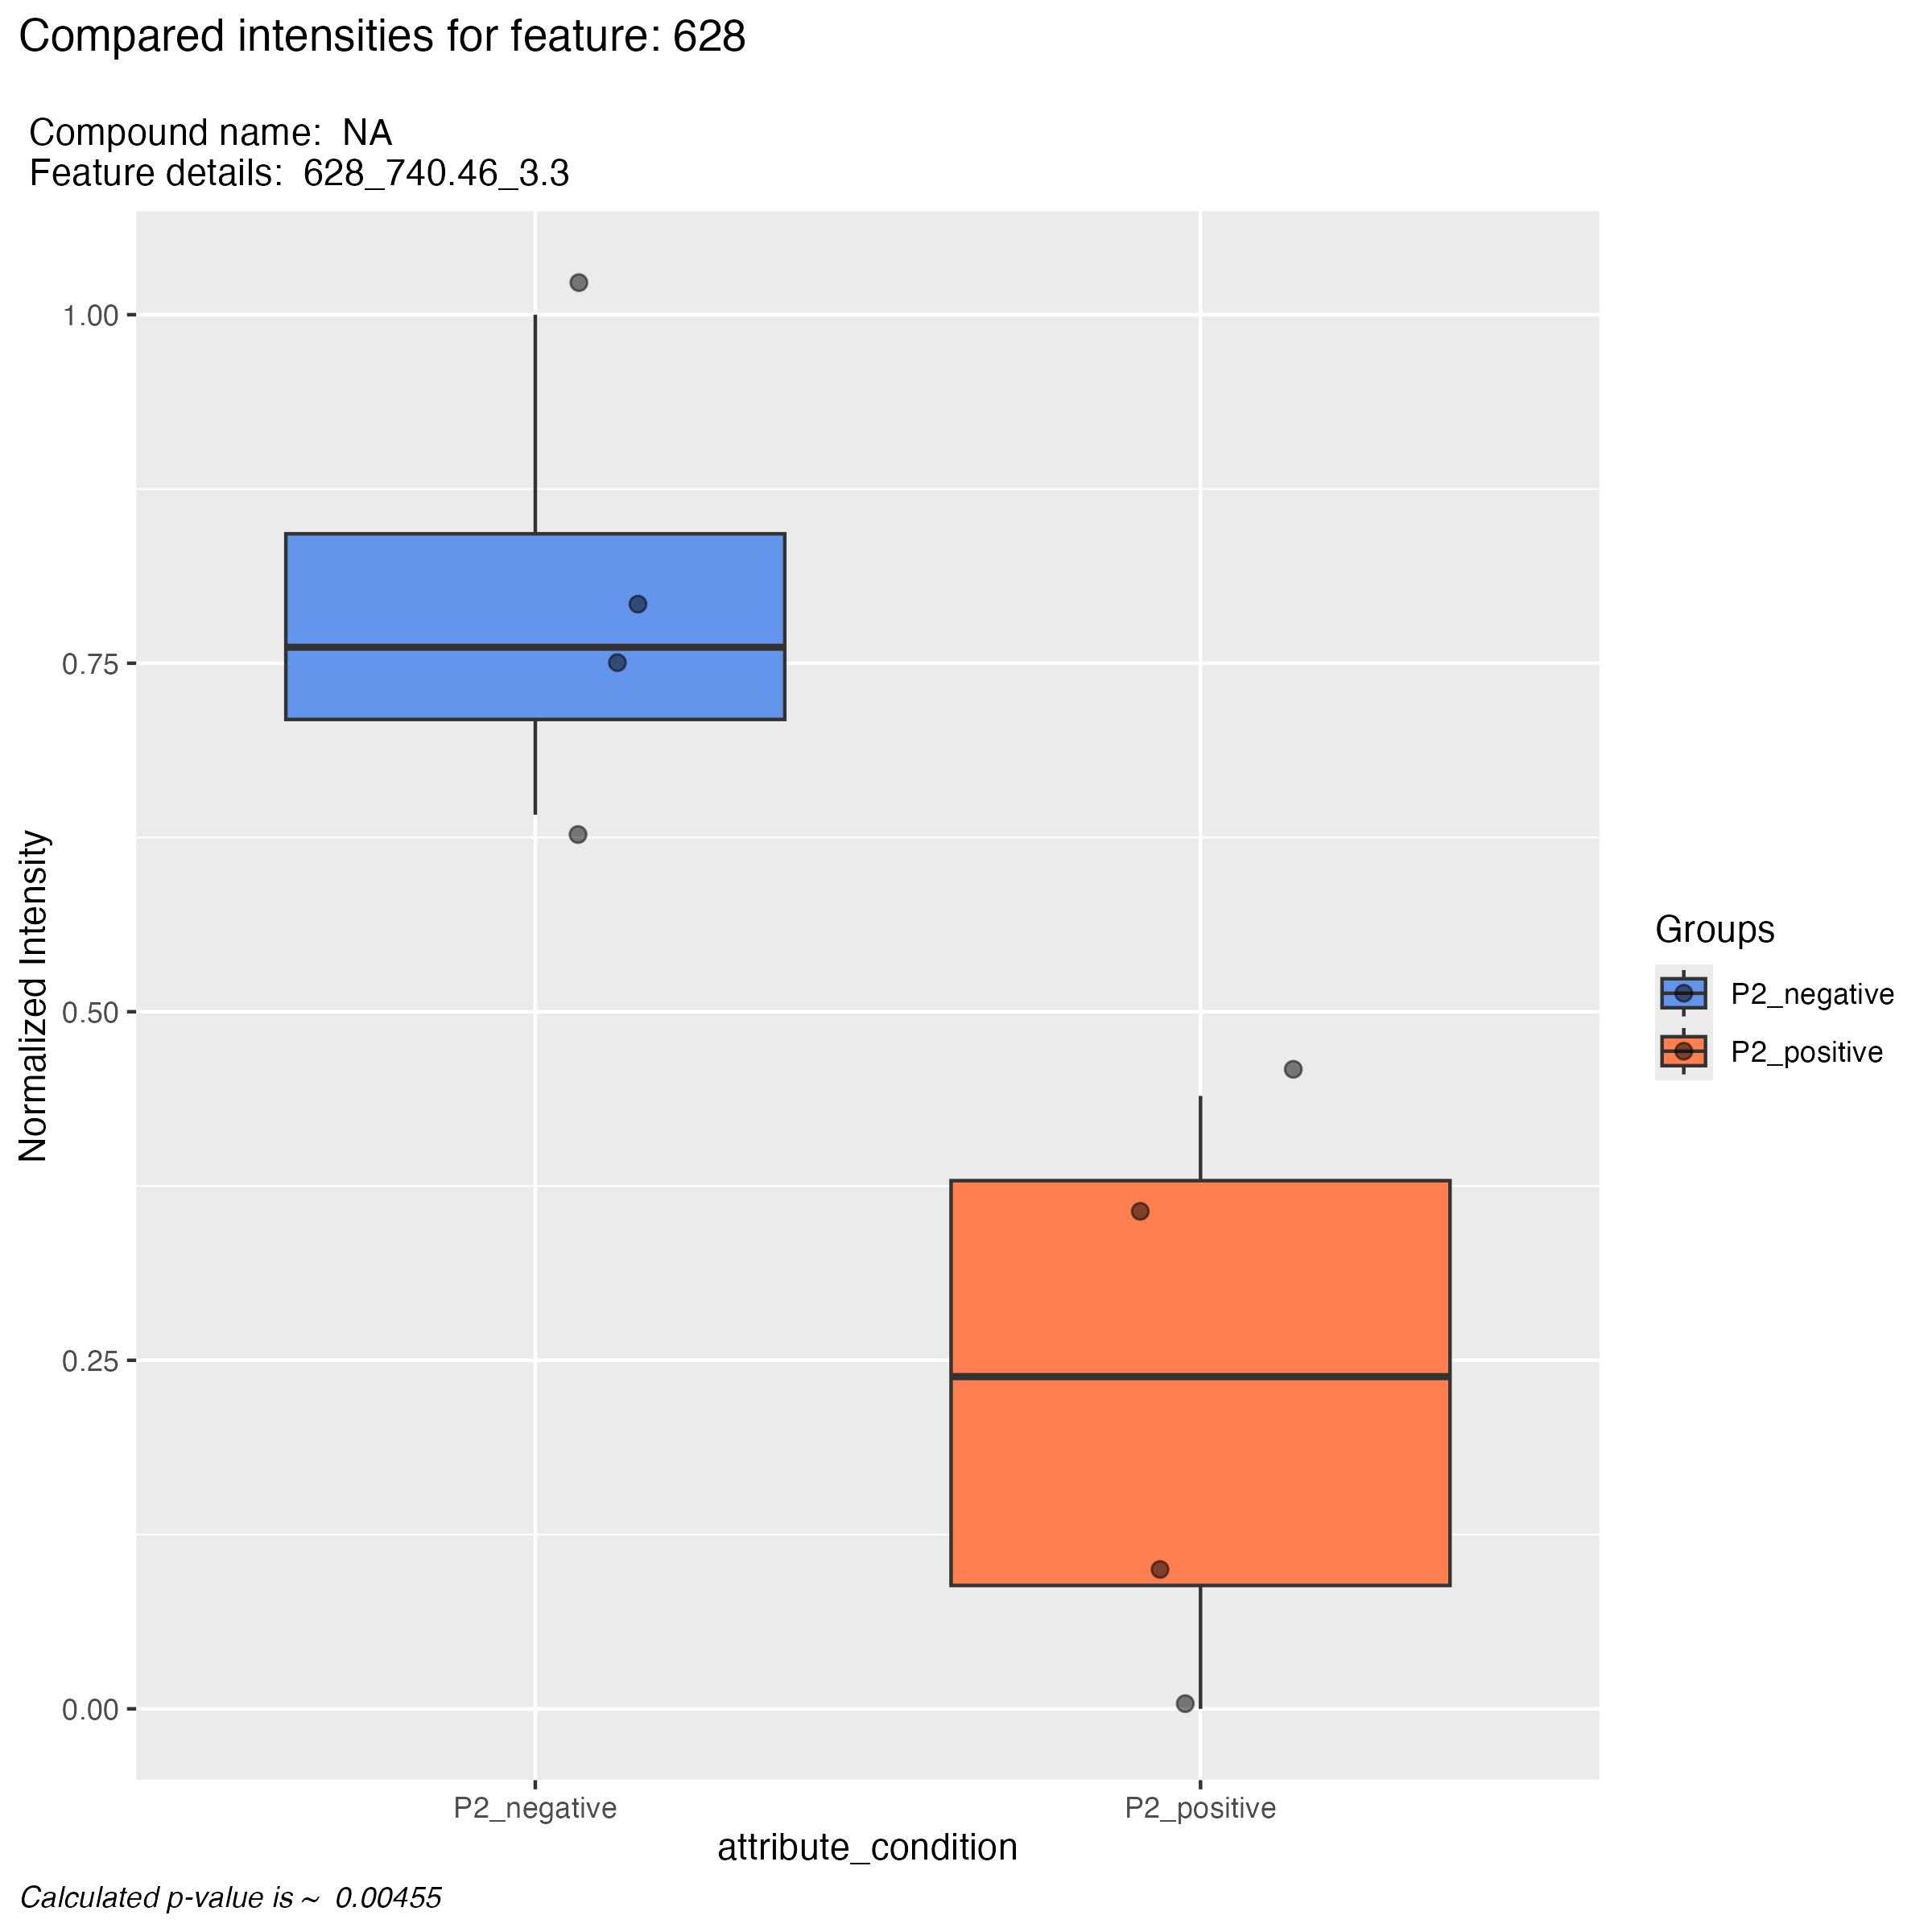 Compared intensities for feature: 628
Compound name: NA
Feature details: 628_740.46_3.3
Normalized Intensity
1.00
0.75
0.50
0.25
0.00
P2_negative
P2_positive
attribute_condition
Groups
P2_negative
P2_positive
Calculated p-value is ~ 0.00455